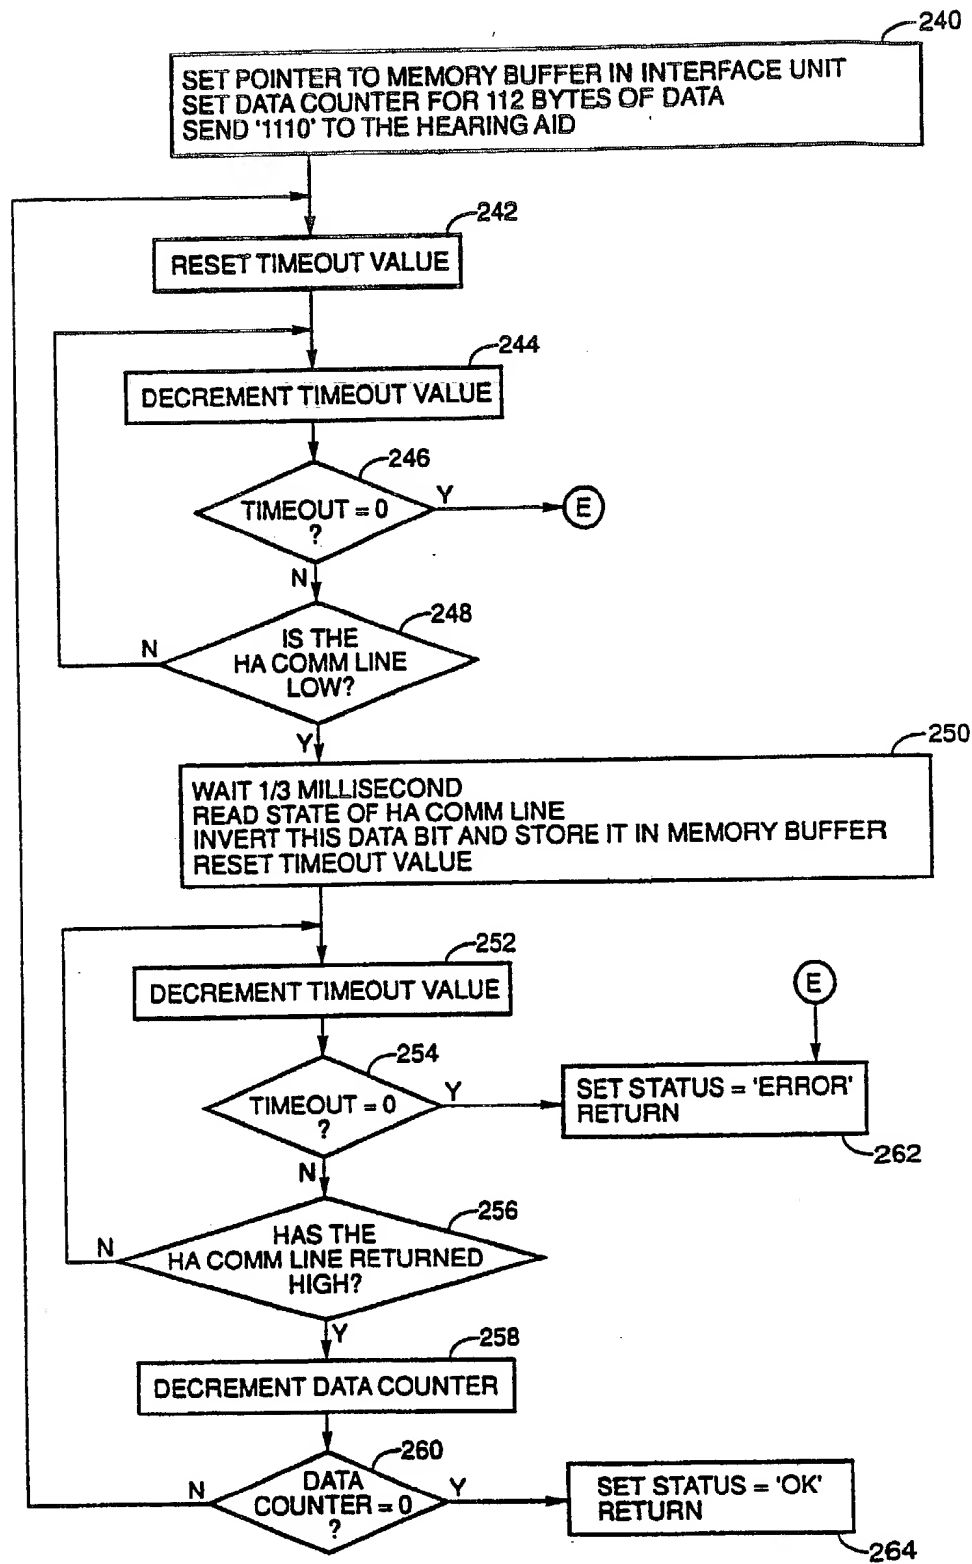 240
SET POINTER TO MEMORY BUFFER IN INTERFACE UNIT
SET DATA COUNTER FOR 112 BYTES OF DATA
SEND '1110' TO THE HEARING AID
242
RESET TIMEOUT VALUE
244
DECREMENT TIMEOUT VALUE
246
TIMEOUT = 0
?
Y
E
N
248
IS THE
HA COMM LINE
LOW?
N
Y
250
WAIT 1/3 MILLISECOND
READ STATE OF HA COMM LINE
INVERT THIS DATA BIT AND STORE IT IN MEMORY BUFFER
RESET TIMEOUT VALUE
252
DECREMENT TIMEOUT VALUE
E
254
TIMEOUT = 0
?
Y
SET STATUS = 'ERROR'
RETURN
262
N
256
HAS THE
HA COMM LINE RETURNED
HIGH?
N
Y
258
DECREMENT DATA COUNTER
260
DATA
COUNTER = 0
?
N
Y
SET STATUS = 'OK'
RETURN
264